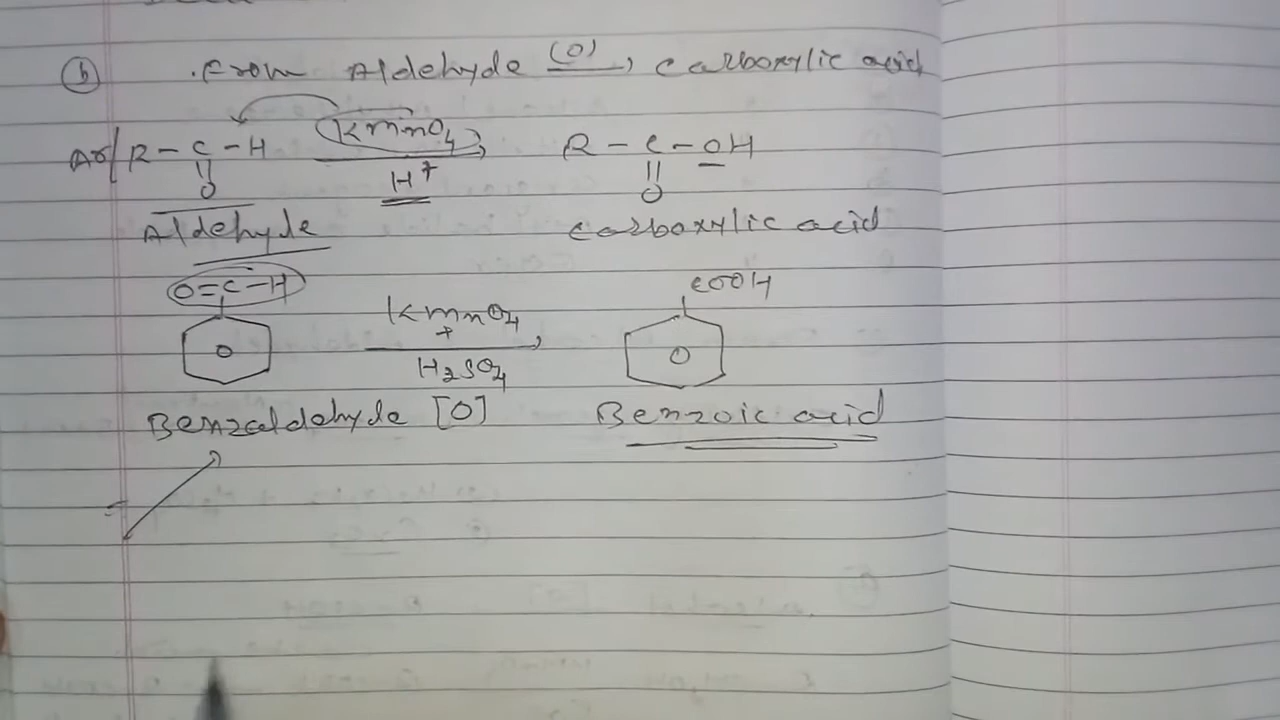 (b) . From Aldehyde (O) → carboxylic acid
Ar/R-C-H KMnO4 → R-C-OH
|| H+ ||
O O
Aldehyde carboxylic acid
O=C-H COOH
KMnO4
+
O H2SO4 O
Benzaldehyde [O] Benzoic acid